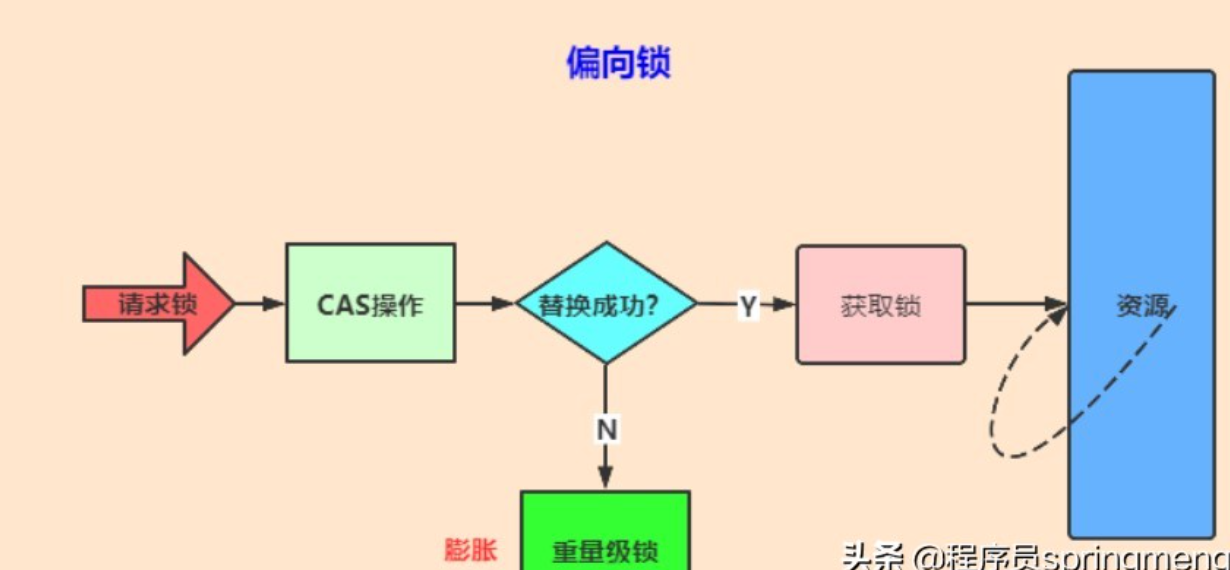 偏向锁
请求锁
CAS操作
替换成功?
Y
获取锁
资源
N
膨胀
重量级锁
头条 @程序员springmeng